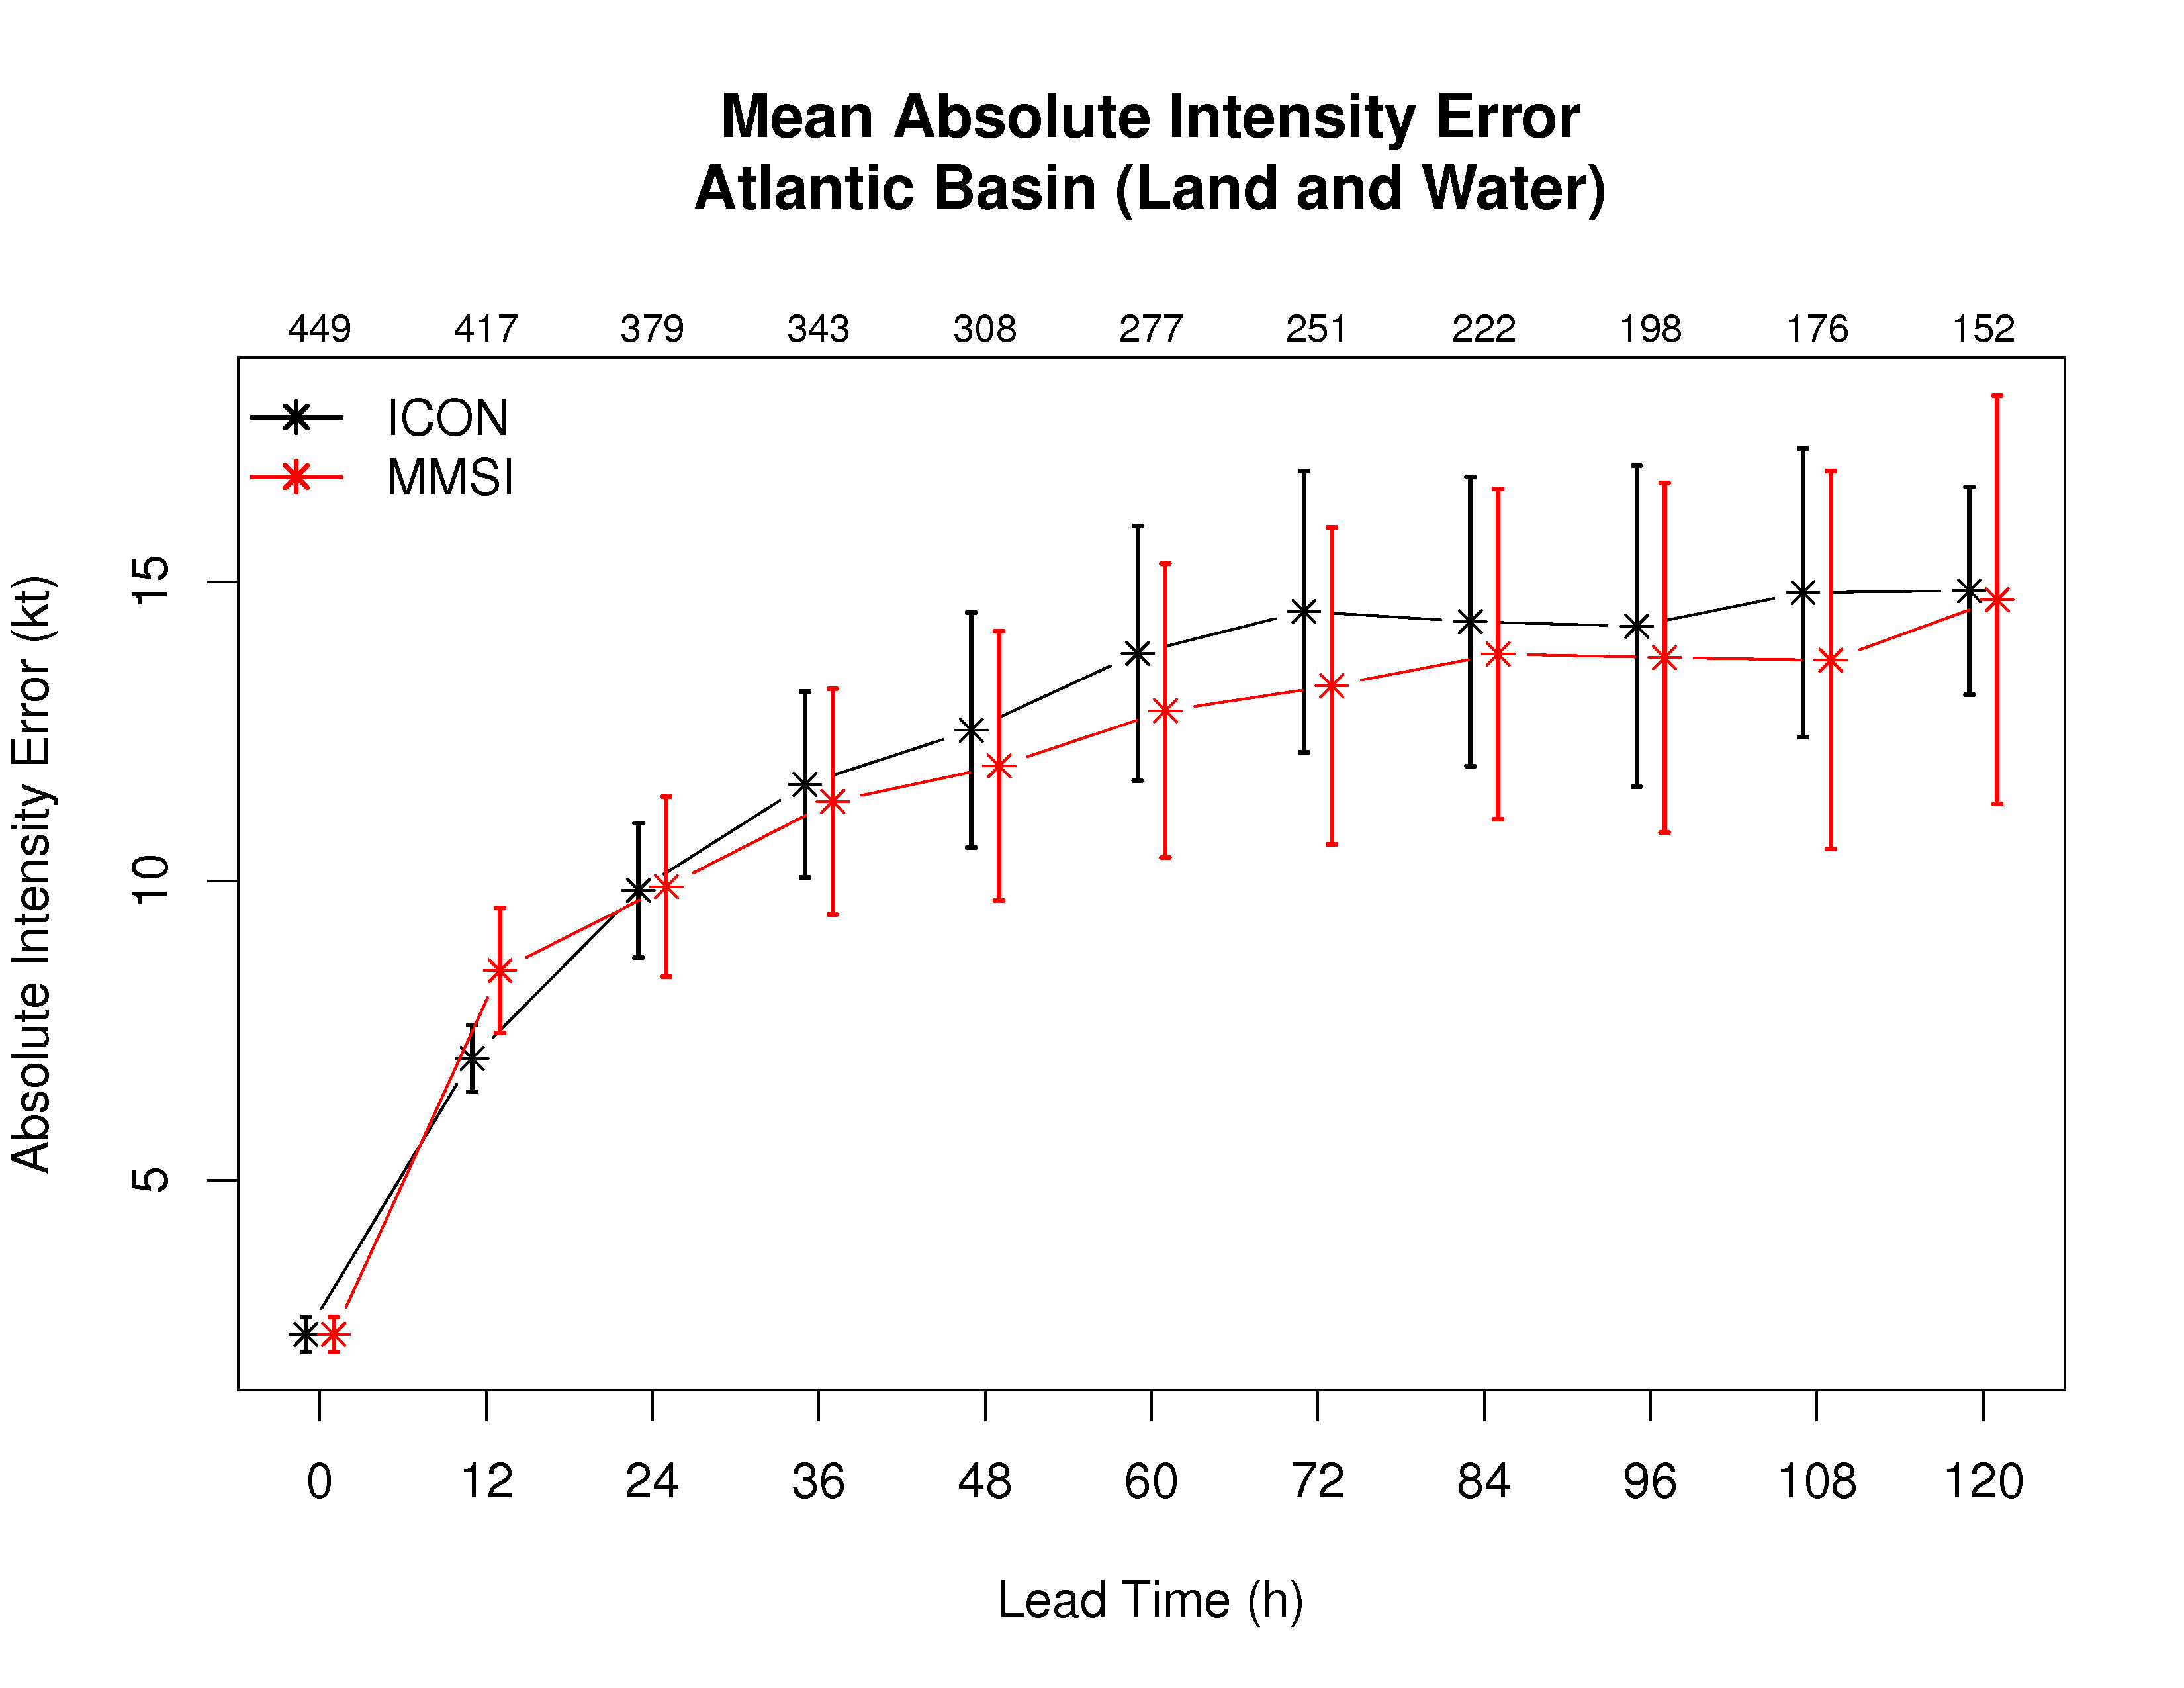 Mean Absolute Intensity Error
Atlantic Basin (Land and Water)
449 417 379 343 308 277 251 222 198 176 152
ICON
MMSI
Absolute Intensity Error (kt)
15
10
5
0 12 24 36 48 60 72 84 96 108 120
Lead Time (h)